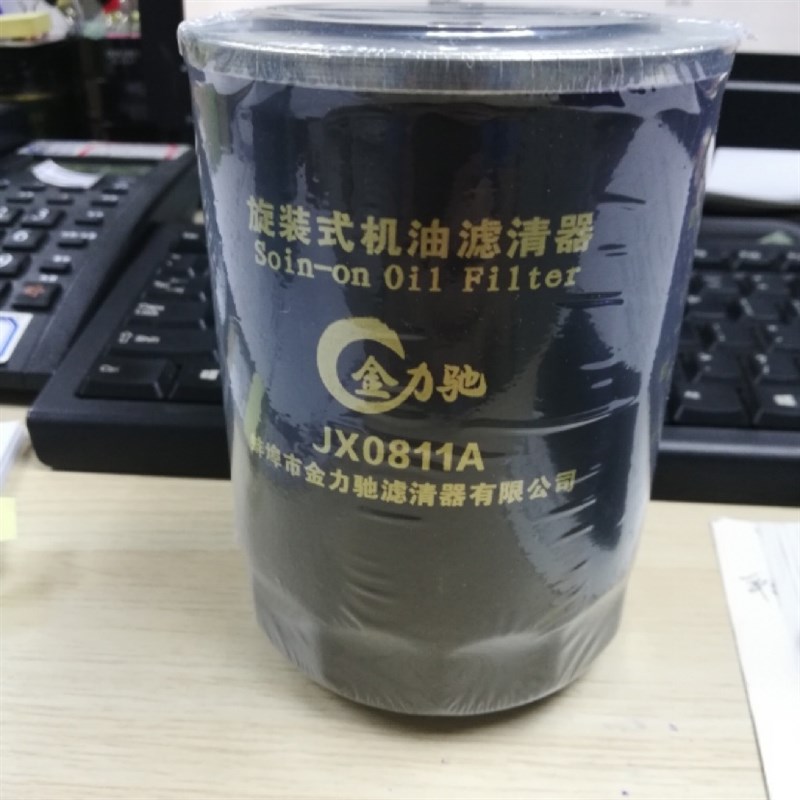 旋装式机油滤清器
Soin-on Oil Filter
金力驰
JX0811A
蚌埠市金力驰滤清器有限公司